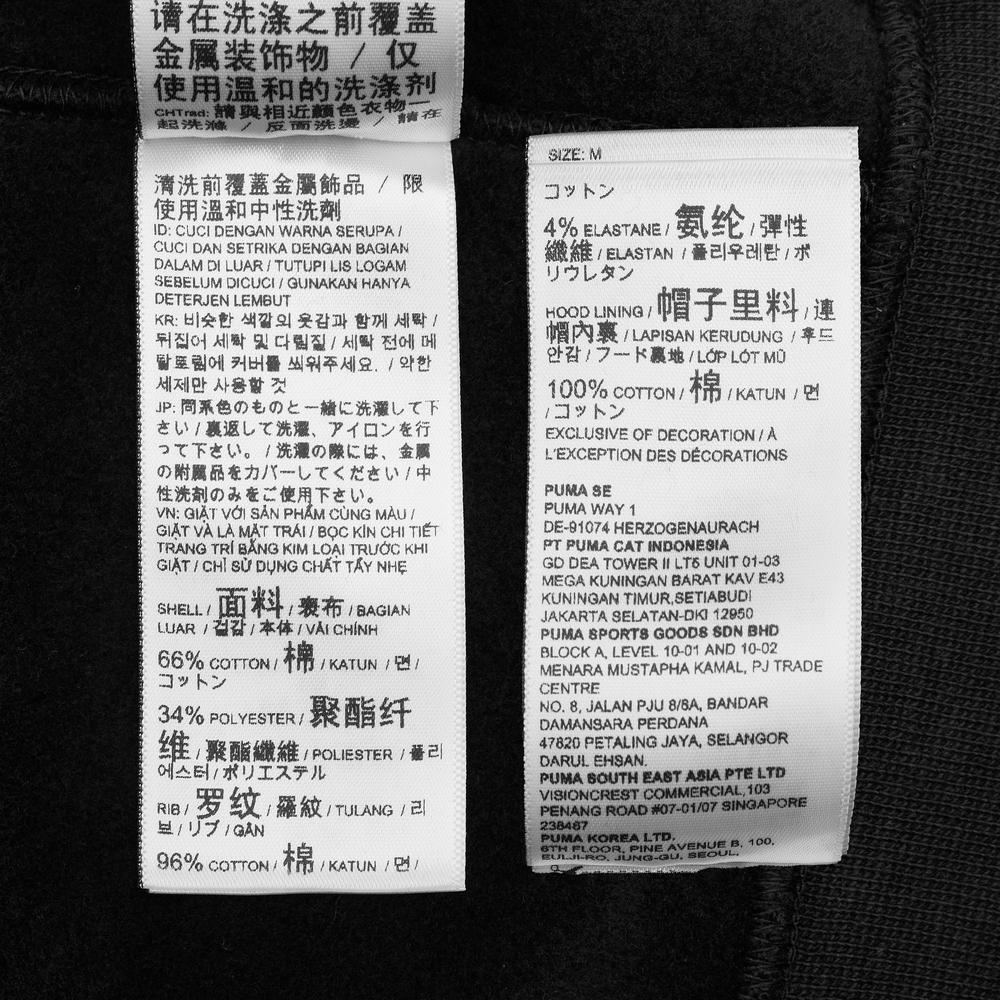 请在洗涤之前覆盖
金属装饰物 / 仅
使用温和的洗涤剂
CHTrad: 請與相近顏色衣物一
起洗滌 / 反面洗燙 / 請在
清洗前覆蓋金屬飾品 / 限
使用溫和中性洗劑
ID: CUCI DENGAN WARNA SERUPA /
CUCI DAN SETRIKA DENGAN BAGIAN
DALAM DI LUAR / TUTUPI LIS LOGAM
SEBELUM DICUCI / GUNAKAN HANYA
DETERJEN LEMBUT
KR: 비슷한 색깔의 옷감과 함께 세탁 /
뒤집어 세탁 및 다림질 / 세탁 전에 메
탈트림에 커버를 씌워주세요. / 약한
세제만 사용할 것
JP: 同系色のものと一緒に洗濯して下
さい / 裏返して洗濯、アイロンを行
って下さい。 / 洗濯の際には、金属
の附属品をカバーしてください / 中
性洗剤のみをご使用下さい。
VN: GIẶT VỚI SẢN PHẨM CÙNG MÀU /
GIẶT VÀ LÀ MẶT TRÁI / BỌC KÍN CHI TIẾT
TRANG TRÍ BẰNG KIM LOẠI TRƯỚC KHI
GIẶT / CHỈ SỬ DỤNG CHẤT TẨY NHẸ
SHELL / 面料 / 表布 / BAGIAN
LUAR / 겉감 / 本体 / VẢI CHÍNH
66% COTTON / 棉 / KATUN / 면 /
コットン
34% POLYESTER / 聚酯纤
维 / 聚酯纖維 / POLIESTER / 폴리
에스터 / ポリエステル
RIB / 罗纹 / 羅紋 / TULANG / 리
브 / リブ / GÂN
96% COTTON / 棉 / KATUN / 면 /
SIZE: M
コットン
4% ELASTANE / 氨纶 / 彈性
纖維 / ELASTAN / 폴리우레탄 / ポ
リウレタン
HOOD LINING / 帽子里料 / 連
帽內裏 / LAPISAN KERUDUNG / 후드
안감 / フード裏地 / LỚP LÓT MŨ
100% COTTON / 棉 / KATUN / 면
/ コットン
EXCLUSIVE OF DECORATION / À
L'EXCEPTION DES DÉCORATIONS
PUMA SE
PUMA WAY 1
DE-91074 HERZOGENAURACH
PT PUMA CAT INDONESIA
GD DEA TOWER II LT6 UNIT 01-03
MEGA KUNINGAN BARAT KAV E43
KUNINGAN TIMUR,SETIABUDI
JAKARTA SELATAN-DKI 12950
PUMA SPORTS GOODS SDN BHD
BLOCK A, LEVEL 10-01 AND 10-02
MENARA MUSTAPHA KAMAL, PJ TRADE
CENTRE
NO. 8, JALAN PJU 8/8A, BANDAR
DAMANSARA PERDANA
47820 PETALING JAYA, SELANGOR
DARUL EHSAN.
PUMA SOUTH EAST ASIA PTE LTD
VISIONCREST COMMERCIAL,103
PENANG ROAD #07-01/07 SINGAPORE
238467
PUMA KOREA LTD.
6TH FLOOR, PINE AVENUE B, 100,
EULJI-RO, JUNG-GU, SEOUL,